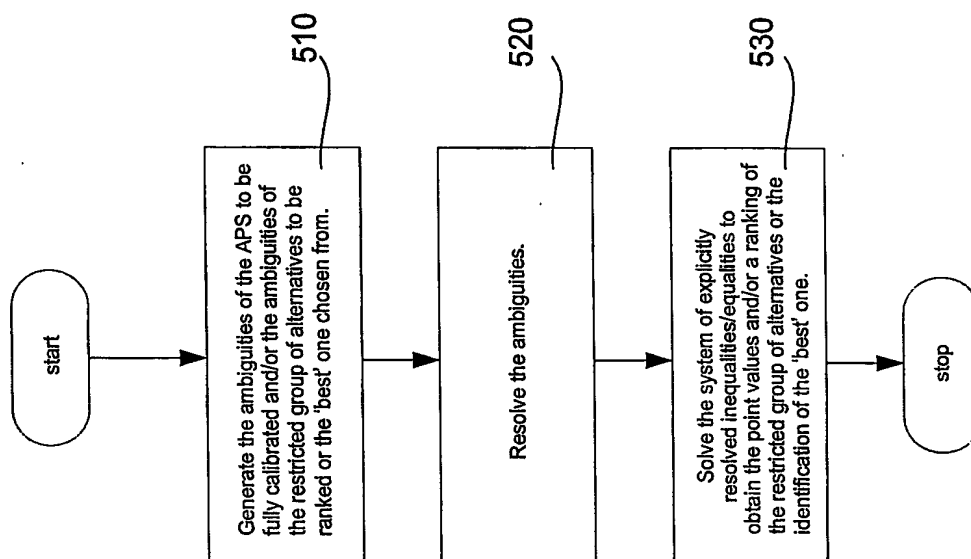 start
510
Generate the ambiguities of the APS to be
fully calibrated and/or the ambiguities of
the restricted group of alternatives to be
ranked or the 'best' one chosen from.
520
Resolve the ambiguities.
530
Solve the system of explicitly
resolved inequalities/equalities to
obtain the point values and/or a ranking of
the restricted group of alternatives or the
identification of the 'best' one.
stop